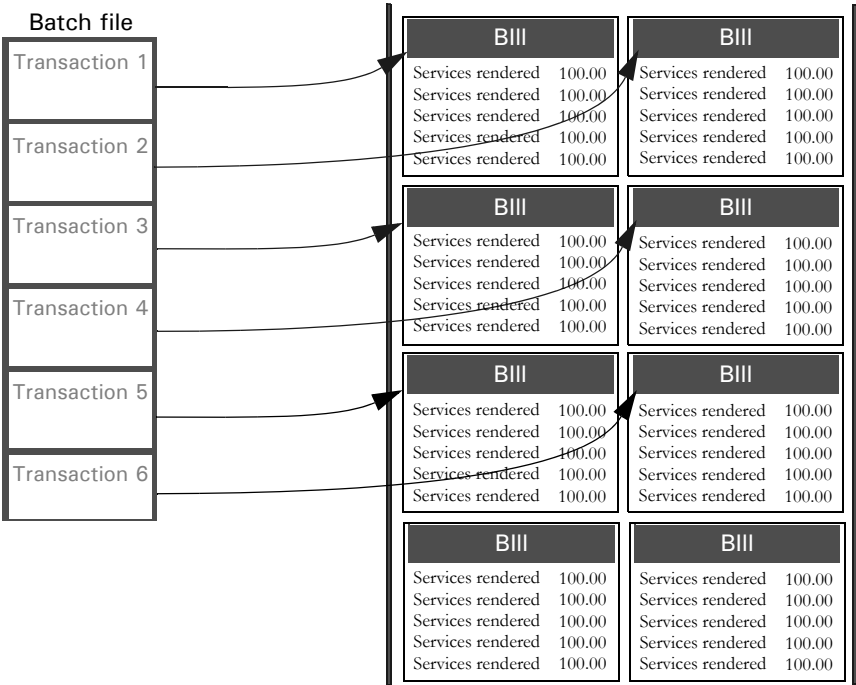 Batch file
Transaction 1
Transaction 2
Transaction 3
Transaction 4
Transaction 5
Transaction 6
BIII
Services rendered 100.00
Services rendered 100.00
Services rendered 100.00
Services rendered 100.00
Services rendered 100.00
BIII
Services rendered 100.00
Services rendered 100.00
Services rendered 100.00
Services rendered 100.00
Services rendered 100.00
BIII
Services rendered 100.00
Services rendered 100.00
Services rendered 100.00
Services rendered 100.00
Services rendered 100.00
BIII
Services rendered 100.00
Services rendered 100.00
Services rendered 100.00
Services rendered 100.00
Services rendered 100.00
BIII
Services rendered 100.00
Services rendered 100.00
Services rendered 100.00
Services rendered 100.00
Services rendered 100.00
BIII
Services rendered 100.00
Services rendered 100.00
Services rendered 100.00
Services rendered 100.00
Services rendered 100.00
BIII
Services rendered 100.00
Services rendered 100.00
Services rendered 100.00
Services rendered 100.00
Services rendered 100.00
BIII
Services rendered 100.00
Services rendered 100.00
Services rendered 100.00
Services rendered 100.00
Services rendered 100.00